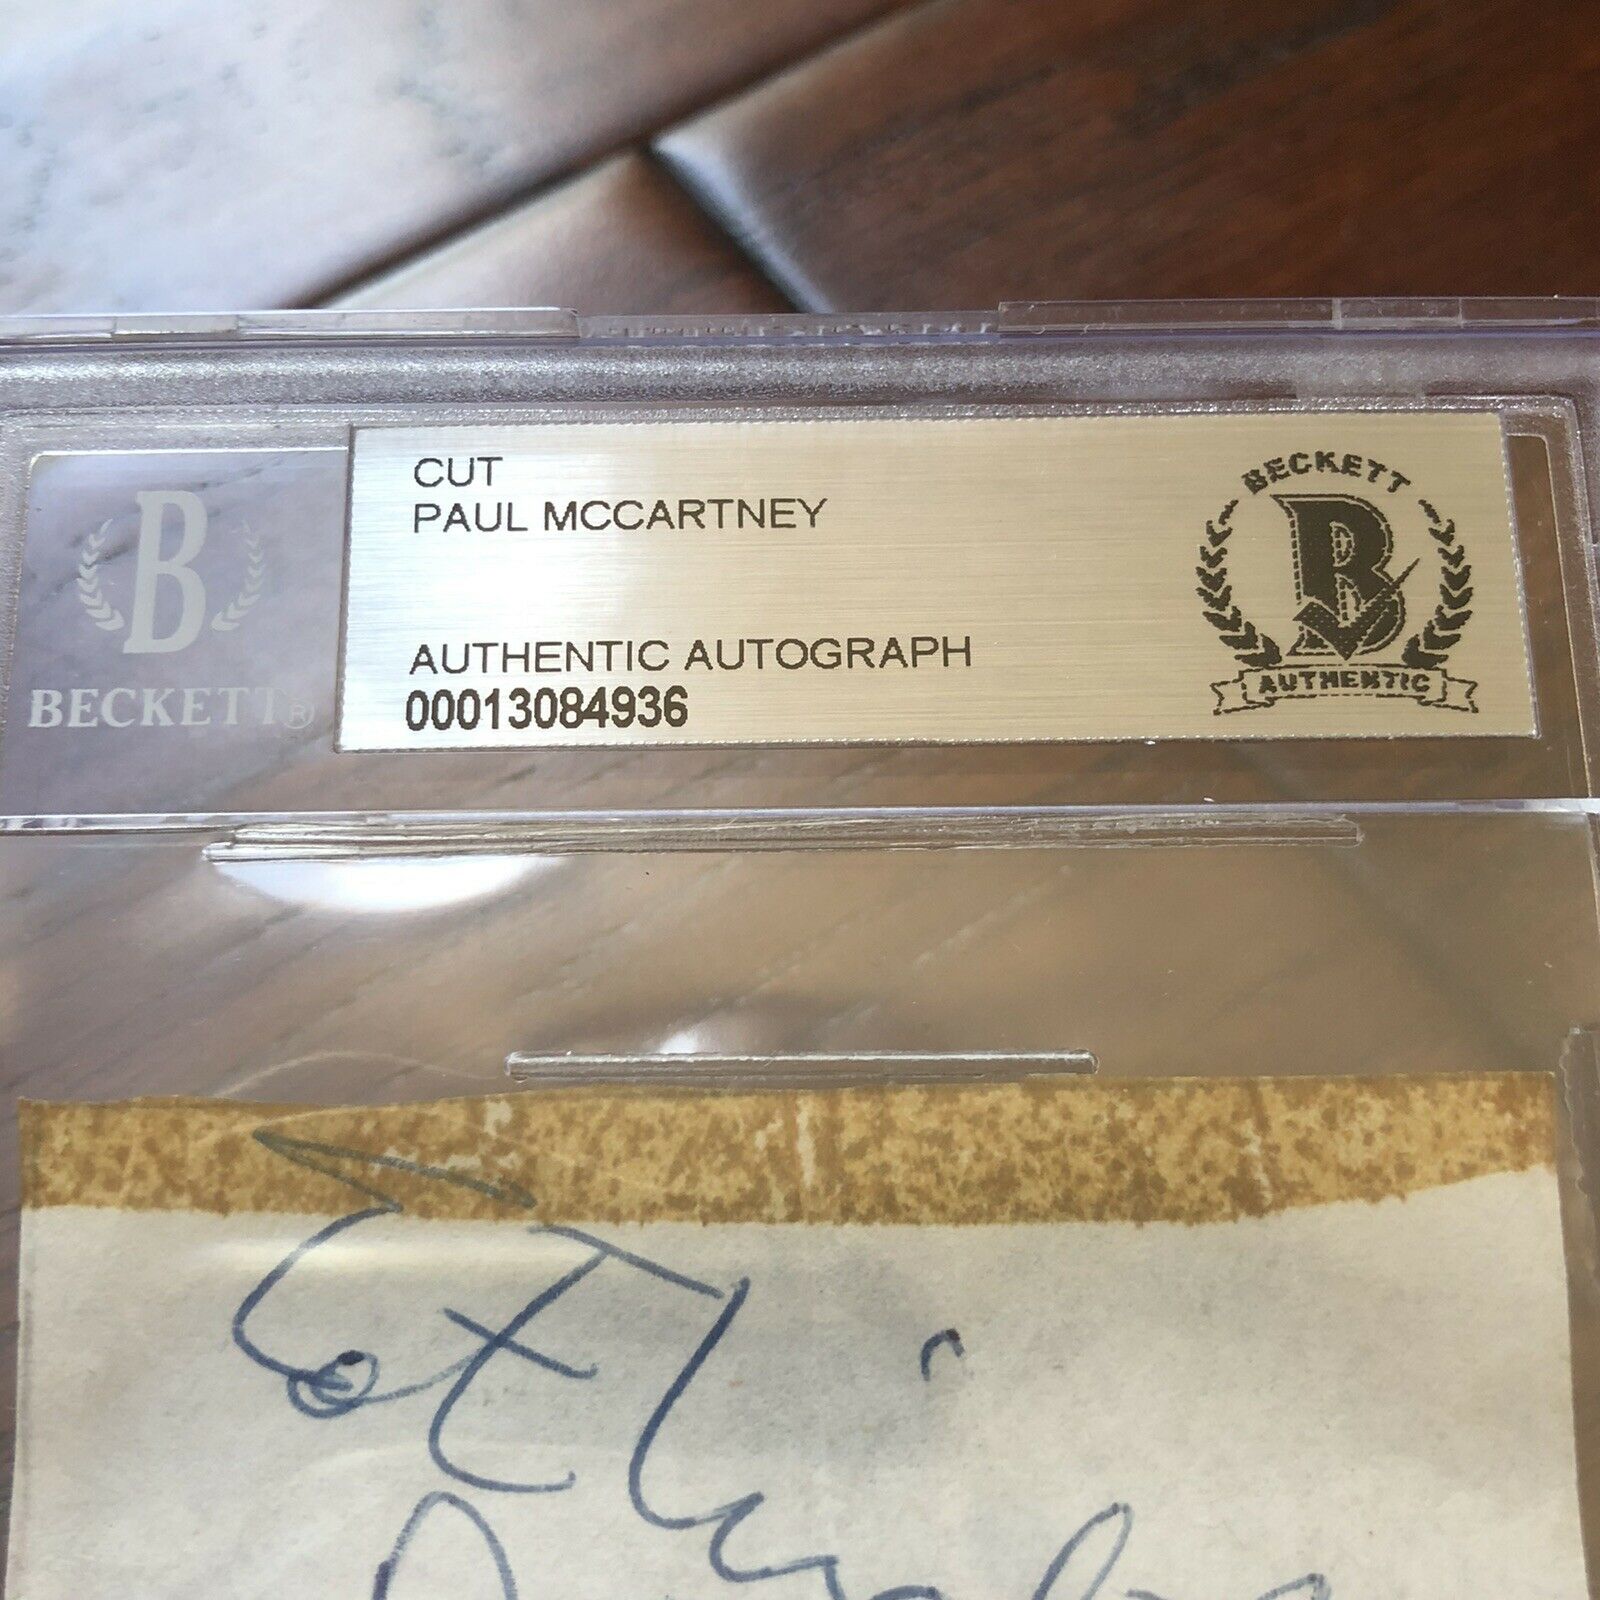 CUT
PAUL MCCARTNEY
AUTHENTIC AUTOGRAPH
00013084936
B
BECKETT®
BECKETT
B
AUTHENTIC